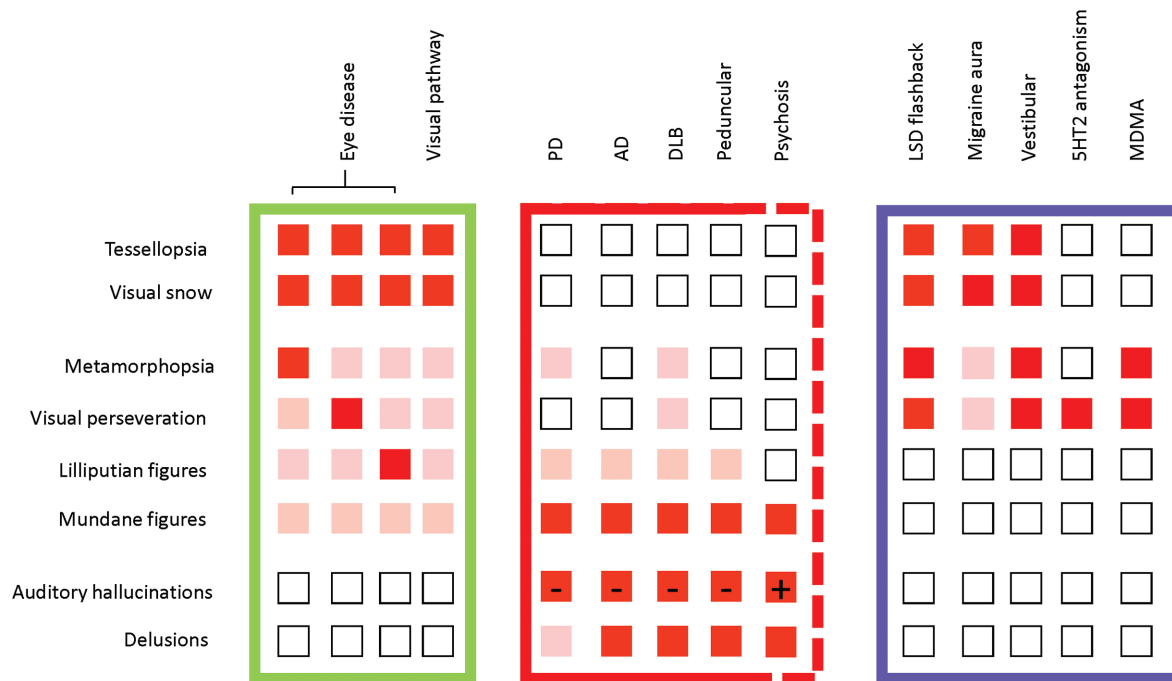 Eye disease
Visual pathway
PD
AD
DLB
Peduncular
Psychosis
LSD flashback
Migraine aura
Vestibular
5HT2 antagonism
MDMA
Tessellopsia
Visual snow
Metamorphopsia
Visual perseveration
Lilliputian figures
Mundane figures
Auditory hallucinations - - - - +
Delusions